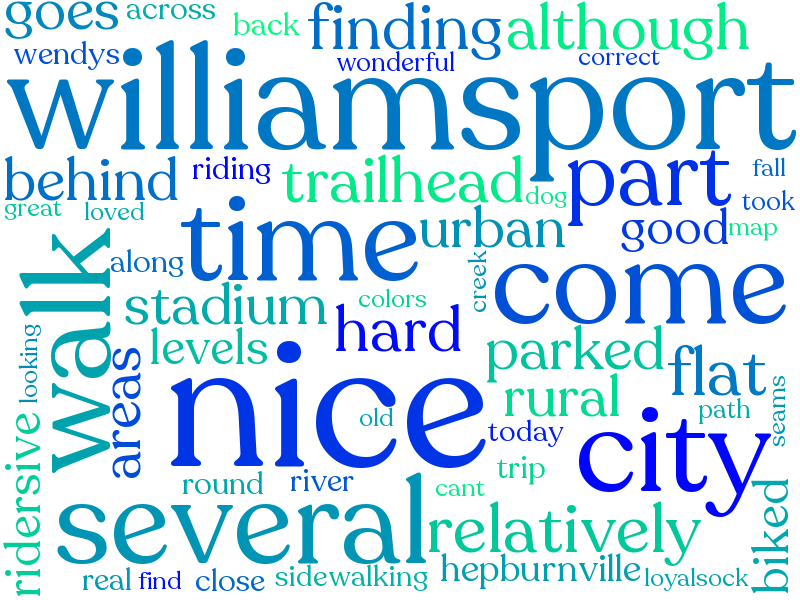 goes across back finding although
wendys wonderful correct
williamsport
behind riding trailhead dog part fall
great loved took
time urban good map
walk along creek come
stadium colors hard
looking areas levels parked flat
nice rural path seams
old today city
ridersive round river trip
several cant relatively biked
real find close sidewalking hepburnville loyalsock